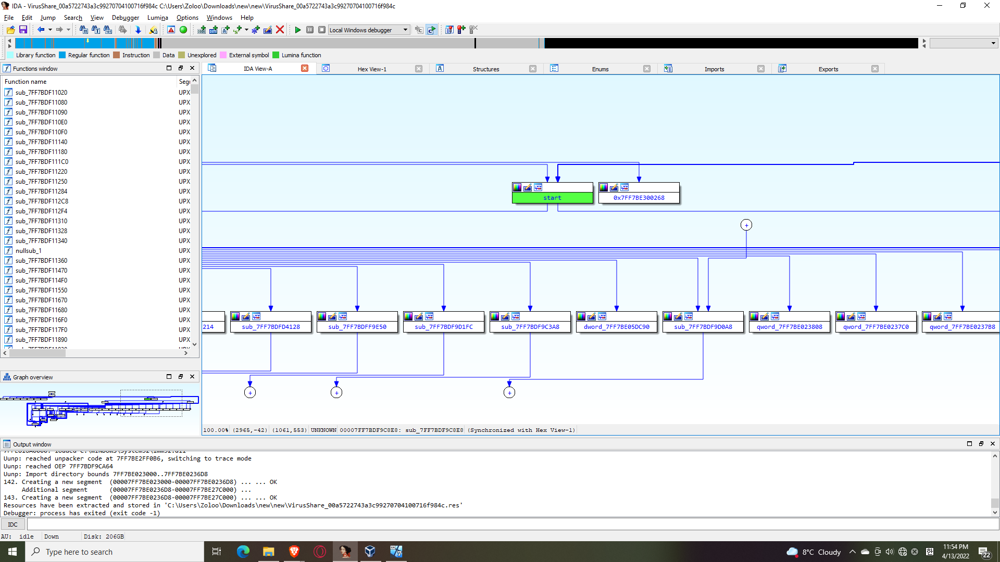 IDA - VirusShare_00a5722743a3c99270704100716f984c C:\Users\Zoloo\Downloads\new\new\VirusShare_00a5722743a3c99270704100716f984c
File Edit Jump Search View Debugger Lumina Options Windows Help
Local Windows debugger
Library function Regular function Instruction Data Unexplored External symbol Lumina function
Functions window
IDA View-A
Hex View-1
Structures
Enums
Imports
Exports
Function name Segi
sub_7FF7BDF11020 UPX
sub_7FF7BDF11080 UPX
sub_7FF7BDF11090 UPX
sub_7FF7BDF110E0 UPX
sub_7FF7BDF110F0 UPX
sub_7FF7BDF11140 UPX
sub_7FF7BDF11180 UPX
sub_7FF7BDF111C0 UPX
sub_7FF7BDF11220 UPX
sub_7FF7BDF11250 UPX
sub_7FF7BDF11284 UPX
sub_7FF7BDF112C8 UPX
sub_7FF7BDF112F4 UPX
sub_7FF7BDF11310 UPX
sub_7FF7BDF11328 UPX
sub_7FF7BDF11340 UPX
nullsub_1 UPX
sub_7FF7BDF11360 UPX
sub_7FF7BDF11470 UPX
sub_7FF7BDF114F0 UPX
sub_7FF7BDF11550 UPX
sub_7FF7BDF11670 UPX
sub_7FF7BDF11680 UPX
sub_7FF7BDF116F0 UPX
sub_7FF7BDF117F0 UPX
sub_7FF7BDF11890 UPX
start
0x7FF7BE300268
214
sub_7FF7BDFD4128
sub_7FF7BDFF9E50
sub_7FF7BDF9D1FC
sub_7FF7BDF9C3A8
dword_7FF7BE05DC90
sub_7FF7BDF9D0A8
qword_7FF7BE023808
qword_7FF7BE0237C0
qword_7FF7BE0237B8
Graph overview
100.00% (2965,-42) (1061,553) UNKNOWN 00007FF7BDF9C8E8: sub_7FF7BDF9C8E8 (Synchronized with Hex View-1)
Output window
Uunp: reached unpacker code at 7FF7BE2FF0B6, switching to trace mode
Uunp: reached OEP 7FF7BDF9CA64
Uunp: Import directory bounds 7FF7BE023000..7FF7BE0236D8
142. Creating a new segment (00007FF7BE023000-00007FF7BE0236D8) ... ... OK
Additional segment (00007FF7BE0236D8-00007FF7BE27C000) ...
143. Creating a new segment (00007FF7BE0236D8-00007FF7BE27C000) ... ... OK
Resources have been extracted and stored in 'C:\Users\Zoloo\Downloads\new\new\VirusShare_00a5722743a3c99270704100716f984c.res'
Debugger: process has exited (exit code -1)
IDC
AU: idle Down Disk: 206GB
Type here to search
8°C Cloudy
11:54 PM
4/13/2022
22